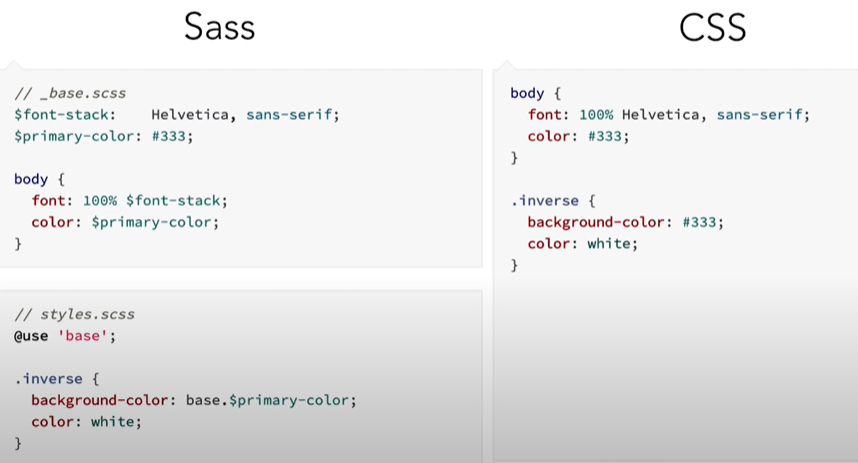 Sass
// _base.scss
$font-stack:    Helvetica, sans-serif;
$primary-color: #333;

body {
  font: 100% $font-stack;
  color: $primary-color;
}

// styles.scss
@use 'base';

.inverse {
  background-color: base.$primary-color;
  color: white;
}

CSS
body {
  font: 100% Helvetica, sans-serif;
  color: #333;
}

.inverse {
  background-color: #333;
  color: white;
}